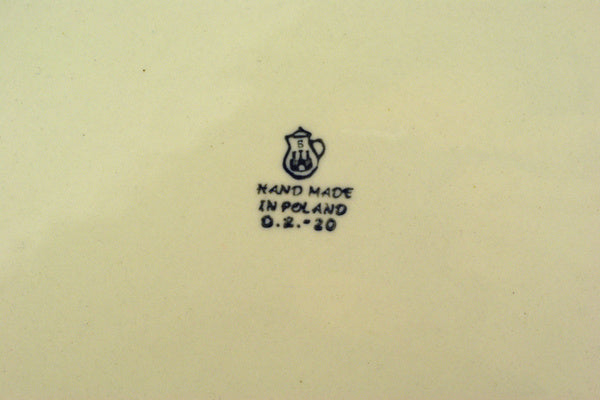 B
HAND MADE
IN POLAND
D.Z.-20